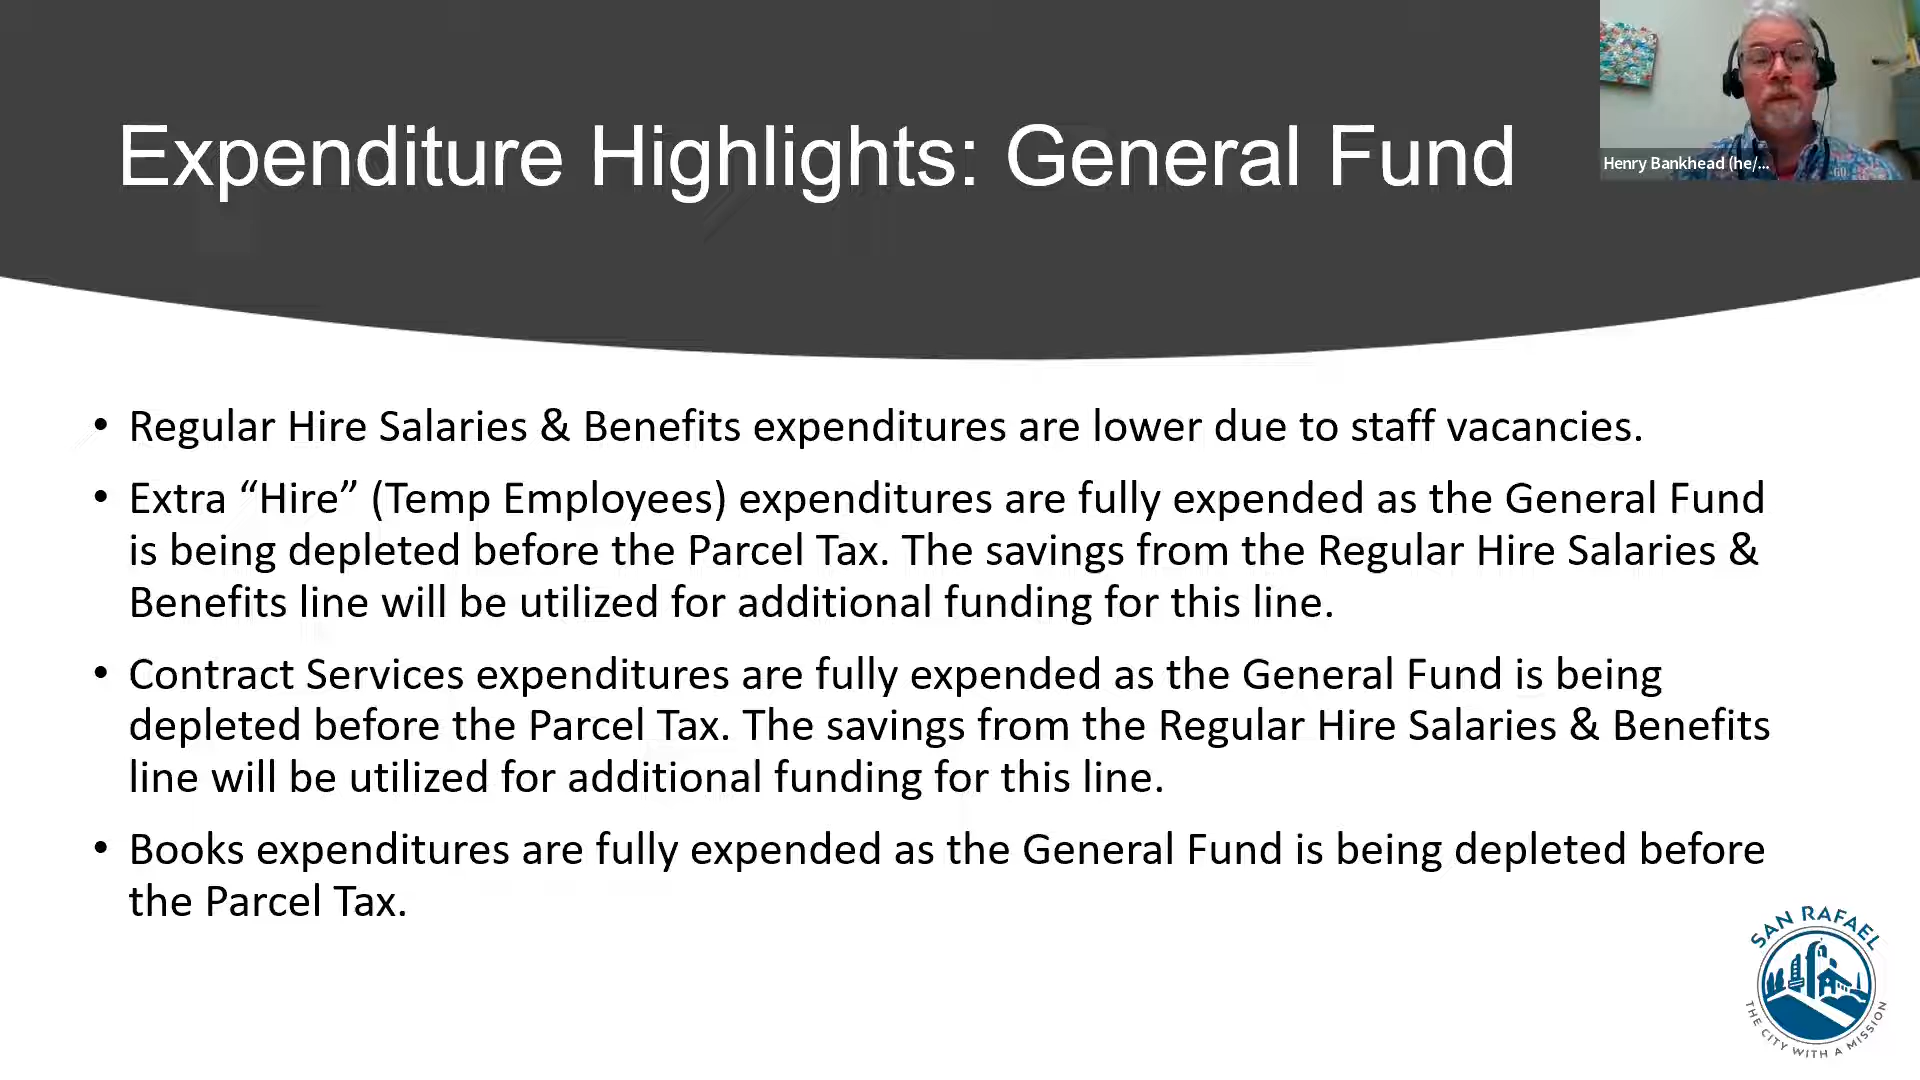 Expenditure Highlights: General Fund
Henry Bankhead (he/...
• Regular Hire Salaries & Benefits expenditures are lower due to staff vacancies.
• Extra “Hire” (Temp Employees) expenditures are fully expended as the General Fund
is being depleted before the Parcel Tax. The savings from the Regular Hire Salaries &
Benefits line will be utilized for additional funding for this line.
• Contract Services expenditures are fully expended as the General Fund is being
depleted before the Parcel Tax. The savings from the Regular Hire Salaries & Benefits
line will be utilized for additional funding for this line.
• Books expenditures are fully expended as the General Fund is being depleted before
the Parcel Tax.
SAN RAFAEL
THE CITY WITH A MISSION